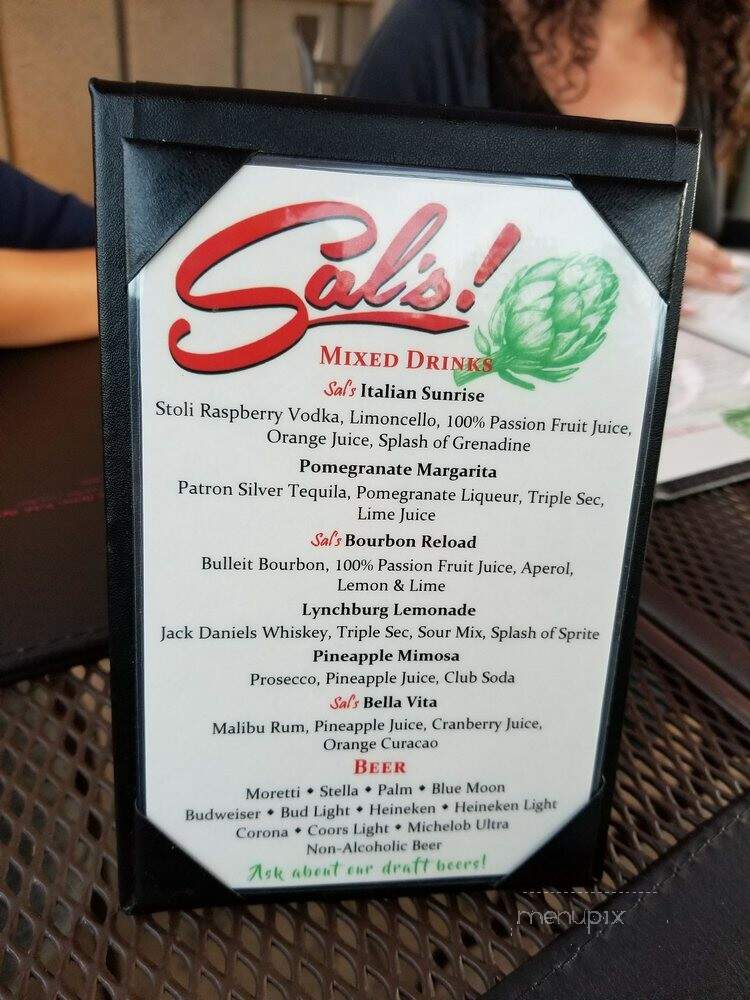 Sal's!
MIXED DRINKS
Sal's Italian Sunrise
Stoli Raspberry Vodka, Limoncello, 100% Passion Fruit Juice,
Orange Juice, Splash of Grenadine
Pomegranate Margarita
Patron Silver Tequila, Pomegranate Liqueur, Triple Sec,
Lime Juice
Sal's Bourbon Reload
Bulleit Bourbon, 100% Passion Fruit Juice, Aperol,
Lemon & Lime
Lynchburg Lemonade
Jack Daniels Whiskey, Triple Sec, Sour Mix, Splash of Sprite
Pineapple Mimosa
Prosecco, Pineapple Juice, Club Soda
Sal's Bella Vita
Malibu Rum, Pineapple Juice, Cranberry Juice,
Orange Curacao
BEER
Moretti • Stella • Palm • Blue Moon
Budweiser • Bud Light • Heineken • Heineken Light
Corona • Coors Light • Michelob Ultra
Non-Alcoholic Beer
Ask about our draft beers!
menupix